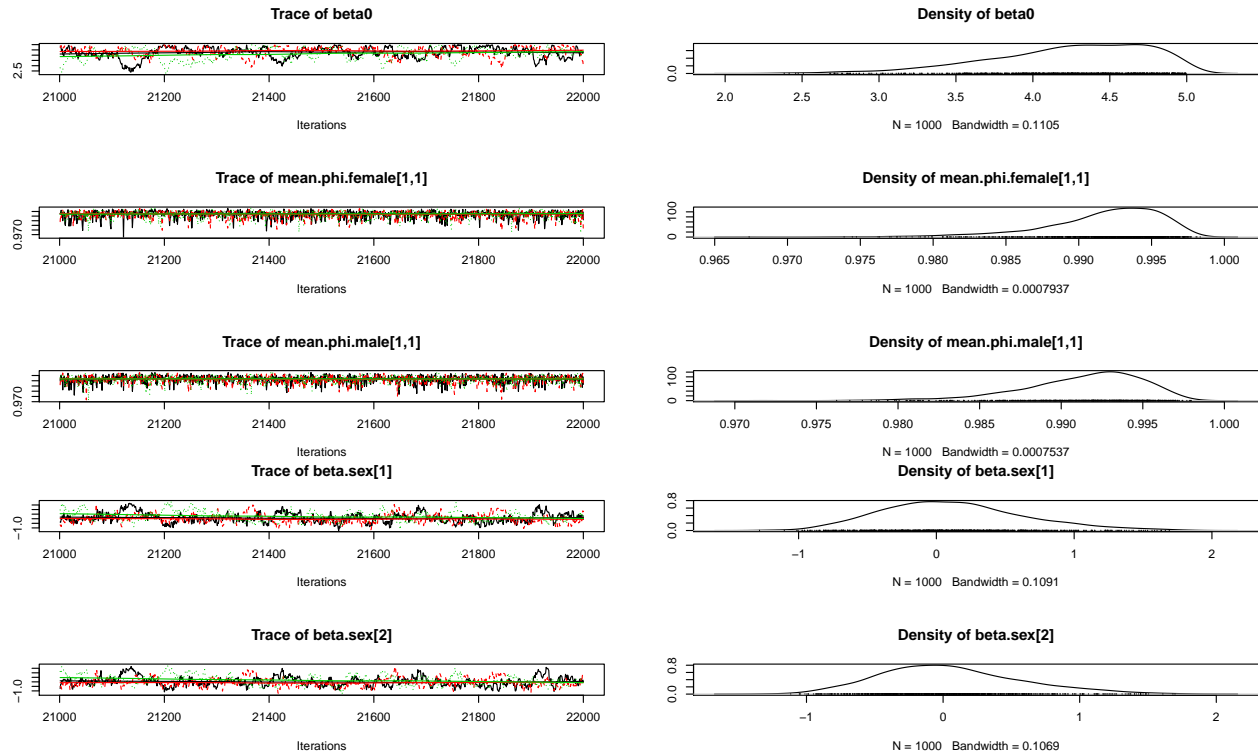 Trace of beta0
2.5
21000 21200 21400 21600 21800 22000
Iterations
Density of beta0
0.0
2.0 2.5 3.0 3.5 4.0 4.5 5.0
N = 1000 Bandwidth = 0.1105
Trace of mean.phi.female[1,1]
0.970
21000 21200 21400 21600 21800 22000
Iterations
Density of mean.phi.female[1,1]
0 100
0.965 0.970 0.975 0.980 0.985 0.990 0.995 1.000
N = 1000 Bandwidth = 0.0007937
Trace of mean.phi.male[1,1]
0.970
21000 21200 21400 21600 21800 22000
Iterations
Density of mean.phi.male[1,1]
0 100
0.970 0.975 0.980 0.985 0.990 0.995 1.000
N = 1000 Bandwidth = 0.0007537
Trace of beta.sex[1]
−1.0
21000 21200 21400 21600 21800 22000
Iterations
Density of beta.sex[1]
0.0 0.8
−1 0 1 2
N = 1000 Bandwidth = 0.1091
Trace of beta.sex[2]
−1.0
21000 21200 21400 21600 21800 22000
Iterations
Density of beta.sex[2]
0.0 0.8
−1 0 1 2
N = 1000 Bandwidth = 0.1069